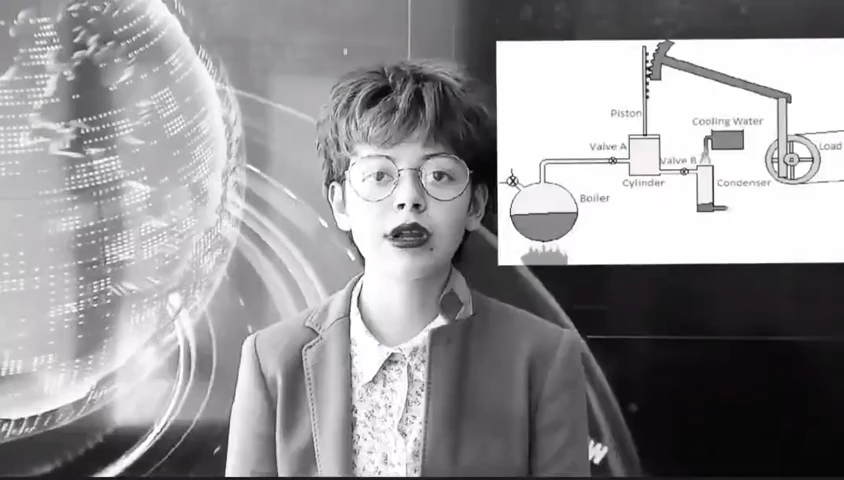 Piston
Cooling Water
Valve A
Load
Valve B
Cylinder
Condenser
Boiler
W